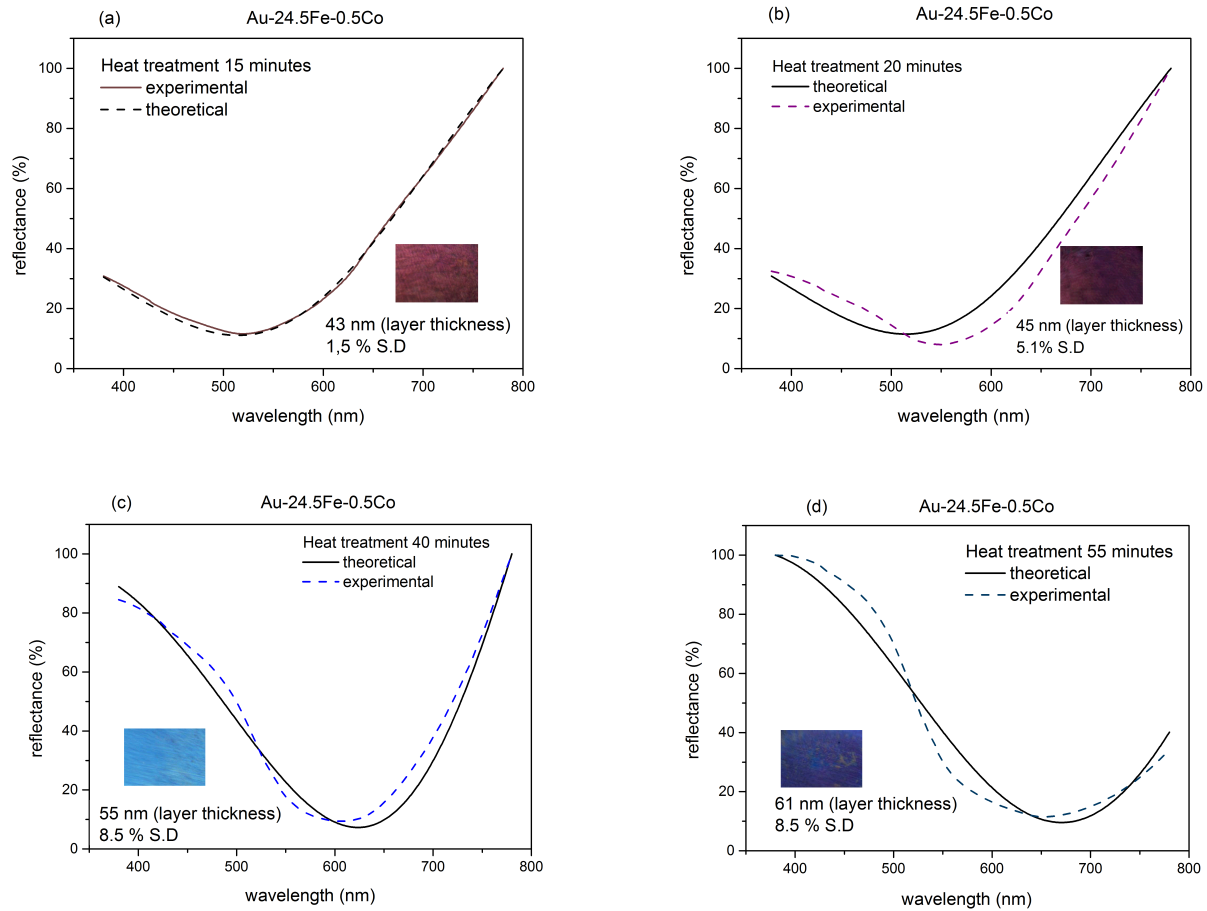 (a)
Au-24.5Fe-0.5Co
Heat treatment 15 minutes
experimental
theoretical
100
80
60
40
20
0
reflectance (%)
43 nm (layer thickness)
1,5 % S.D
400
500
600
700
800
wavelength (nm)
(b)
Au-24.5Fe-0.5Co
Heat treatment 20 minutes
theoretical
experimental
100
80
60
40
20
0
reflectance (%)
45 nm (layer thickness)
5.1% S.D
400
500
600
700
800
wavelength (nm)
(c)
Au-24.5Fe-0.5Co
Heat treatment 40 minutes
theoretical
experimental
100
80
60
40
20
0
reflectance (%)
55 nm (layer thickness)
8.5 % S.D
400
500
600
700
800
wavelength (nm)
(d)
Au-24.5Fe-0.5Co
Heat treatment 55 minutes
theoretical
experimental
100
80
60
40
20
0
reflectance (%)
61 nm (layer thickness)
8.5 % S.D
400
500
600
700
800
wavelength (nm)